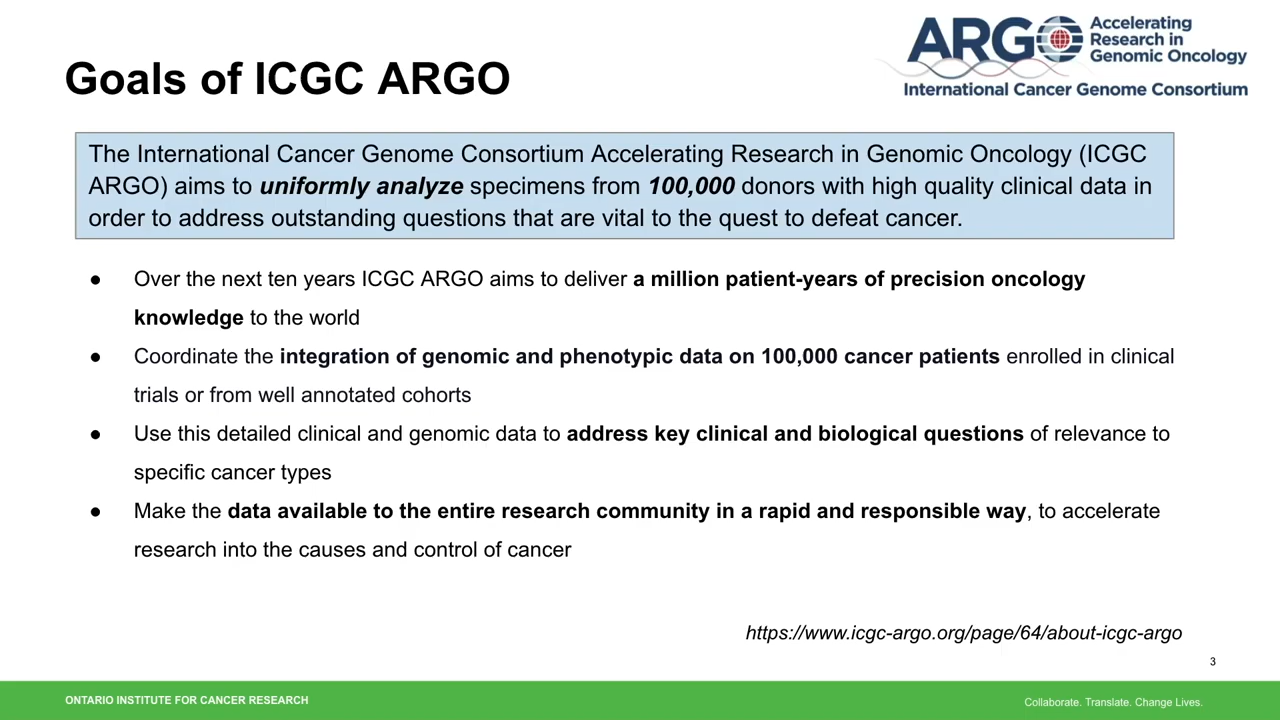 ARGO Accelerating
Research in
Genomic Oncology
International Cancer Genome Consortium
Goals of ICGC ARGO
The International Cancer Genome Consortium Accelerating Research in Genomic Oncology (ICGC
ARGO) aims to uniformly analyze specimens from 100,000 donors with high quality clinical data in
order to address outstanding questions that are vital to the quest to defeat cancer.
● Over the next ten years ICGC ARGO aims to deliver a million patient-years of precision oncology
knowledge to the world
● Coordinate the integration of genomic and phenotypic data on 100,000 cancer patients enrolled in clinical
trials or from well annotated cohorts
● Use this detailed clinical and genomic data to address key clinical and biological questions of relevance to
specific cancer types
● Make the data available to the entire research community in a rapid and responsible way, to accelerate
research into the causes and control of cancer
https://www.icgc-argo.org/page/64/about-icgc-argo
3
ONTARIO INSTITUTE FOR CANCER RESEARCH
Collaborate. Translate. Change Lives.